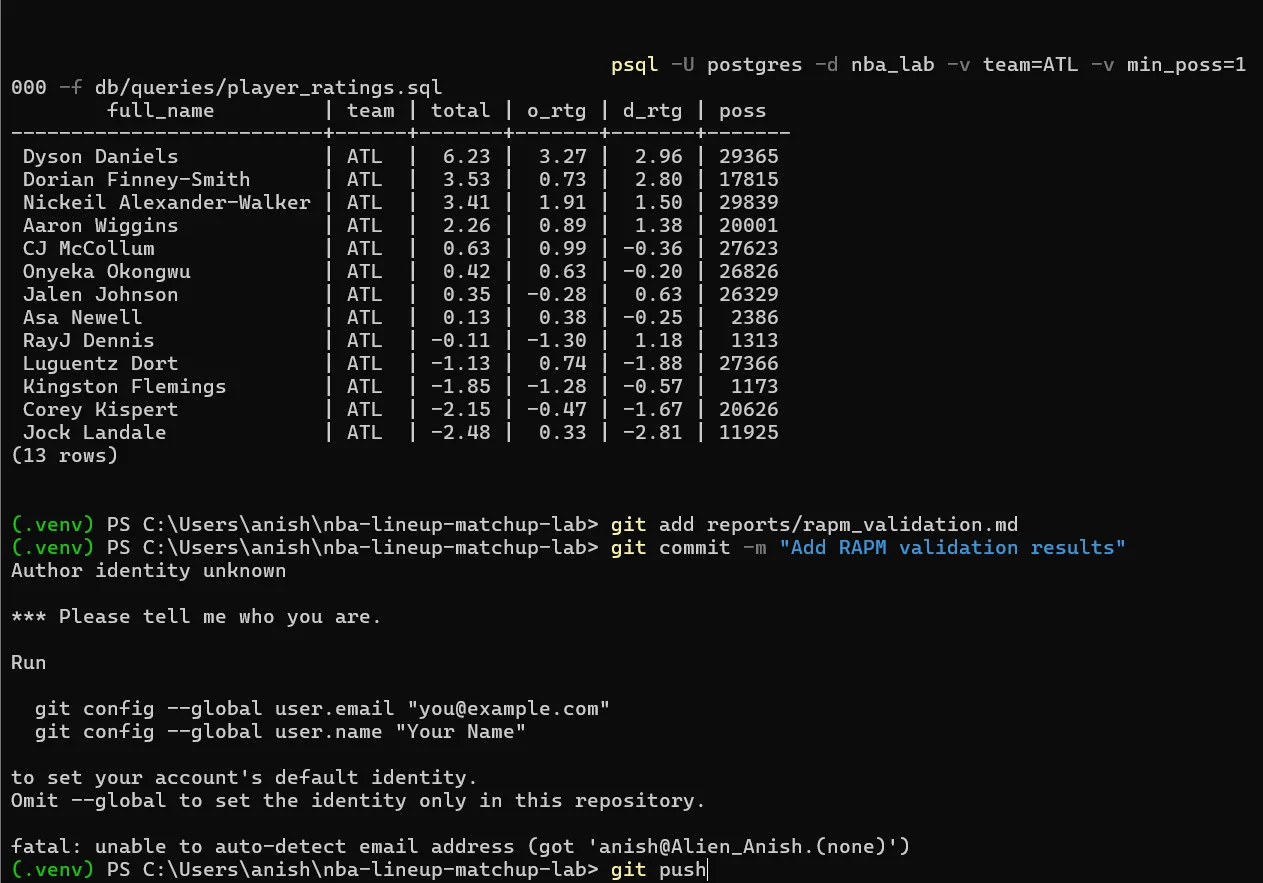 psql -U postgres -d nba_lab -v team=ATL -v min_poss=1
000 -f db/queries/player_ratings.sql
        full_name         | team | total | o_rtg | d_rtg | poss
--------------------------+------+-------+-------+-------+-------
 Dyson Daniels            | ATL  |  6.23 |  3.27 |  2.96 | 29365
 Dorian Finney-Smith      | ATL  |  3.53 |  0.73 |  2.80 | 17815
 Nickeil Alexander-Walker | ATL  |  3.41 |  1.91 |  1.50 | 29839
 Aaron Wiggins            | ATL  |  2.26 |  0.89 |  1.38 | 20001
 CJ McCollum              | ATL  |  0.63 |  0.99 | -0.36 | 27623
 Onyeka Okongwu           | ATL  |  0.42 |  0.63 | -0.20 | 26826
 Jalen Johnson            | ATL  |  0.35 | -0.28 |  0.63 | 26329
 Asa Newell               | ATL  |  0.13 |  0.38 | -0.25 |  2386
 RayJ Dennis              | ATL  | -0.11 | -1.30 |  1.18 |  1313
 Luguentz Dort            | ATL  | -1.13 |  0.74 | -1.88 | 27366
 Kingston Flemings        | ATL  | -1.85 | -1.28 | -0.57 |  1173
 Corey Kispert            | ATL  | -2.15 | -0.47 | -1.67 | 20626
 Jock Landale             | ATL  | -2.48 |  0.33 | -2.81 | 11925
(13 rows)
(.venv) PS C:\Users\anish\nba-lineup-matchup-lab> git add reports/rapm_validation.md
(.venv) PS C:\Users\anish\nba-lineup-matchup-lab> git commit -m "Add RAPM validation results"
Author identity unknown
*** Please tell me who you are.
Run
  git config --global user.email "you@example.com"
  git config --global user.name "Your Name"
to set your account's default identity.
Omit --global to set the identity only in this repository.
fatal: unable to auto-detect email address (got 'anish@Alien_Anish.(none)')
(.venv) PS C:\Users\anish\nba-lineup-matchup-lab> git push